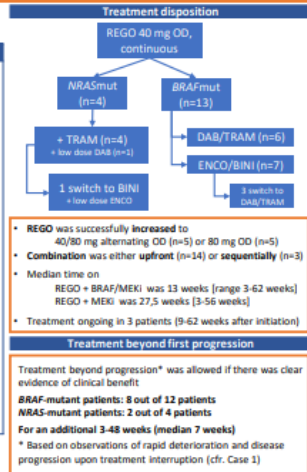 Treatment disposition
REGO 40 mg OD,
continuous
NRASmut
(n=4)
BRAFmut
(n=13)
+ TRAM (n=4)
+ low dose DAB (n=1)
DAB/TRAM (n=6)
ENCO/BINI (n=7)
1 switch to BINI
+ low dose ENCO
3 switch to
DAB/TRAM
• REGO was successfully increased to
40/80 mg alternating OD (n=5) or 80 mg OD (n=5)
• Combination was either upfront (n=14) or sequentially (n=3)
• Median time on
REGO + BRAF/MEKi was 13 weeks [range 3-62 weeks]
REGO + MEKi was 27,5 weeks [3-56 weeks]
• Treatment ongoing in 3 patients (9-62 weeks after initiation)
Treatment beyond first progression
Treatment beyond progression* was allowed if there was clear
evidence of clinical benefit
BRAF-mutant patients: 8 out of 12 patients
NRAS-mutant patients: 2 out of 4 patients
For an additional 3-48 weeks (median 7 weeks)
* Based on observations of rapid deterioration and disease
progression upon treatment interruption (cfr. Case 1)